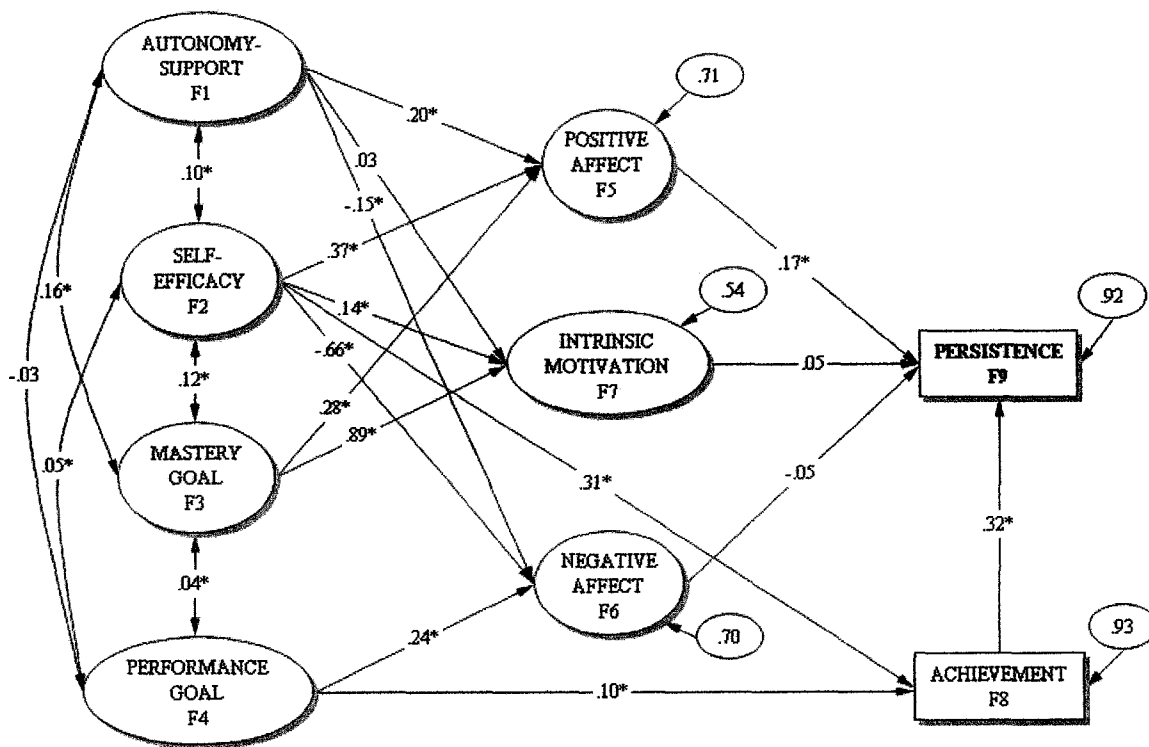 AUTONOMY-
SUPPORT
F1
.71
.20*
POSITIVE
AFFECT
F5
.03
.10*
-.15*
SELF-
EFFICACY
F2
.37*
.17*
.54
.92
.16*
.14*
INTRINSIC
MOTIVATION
F7
PERSISTENCE
F9
-.66*
.05
-.03
.12*
.28*
.89*
MASTERY
GOAL
F3
.05*
.31*
-.05
.32*
NEGATIVE
AFFECT
F6
.04*
.24*
.70
.93
PERFORMANCE
GOAL
F4
.10*
ACHIEVEMENT
F8